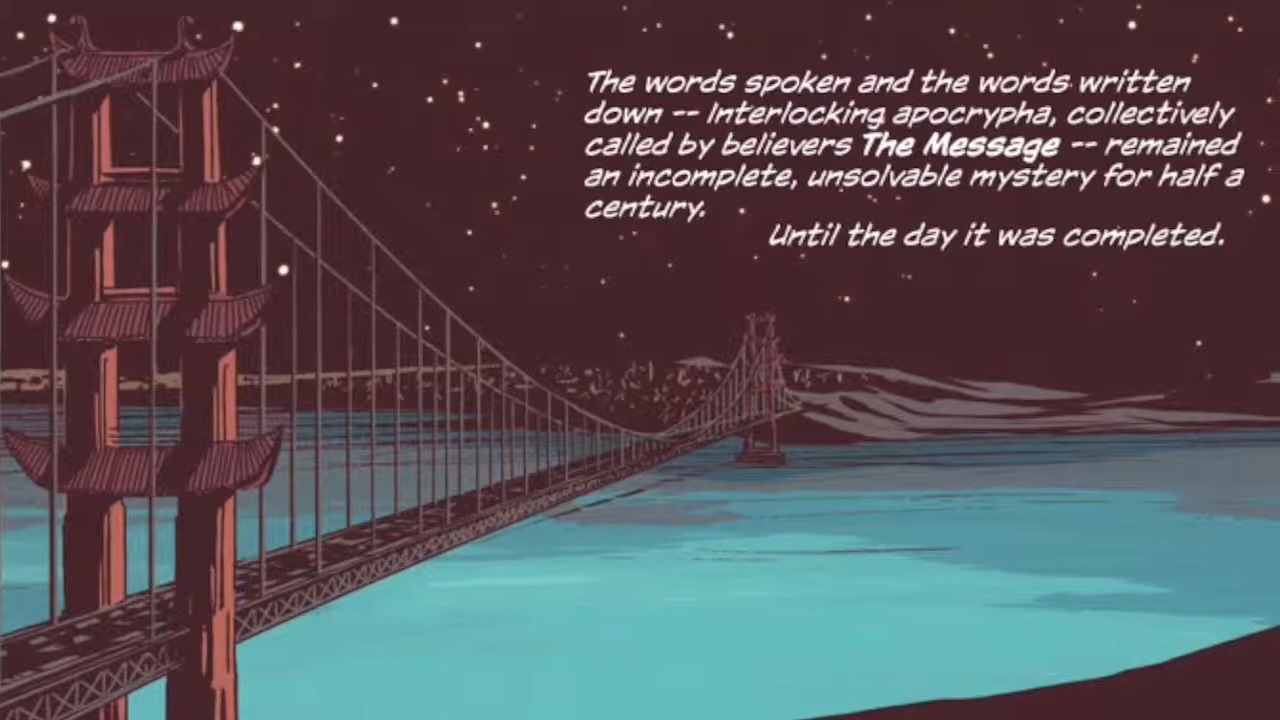 The words spoken and the words written
down -- Interlocking apocrypha, collectively
called by believers The Message -- remained
an incomplete, unsolvable mystery for half a
century.
Until the day it was completed.